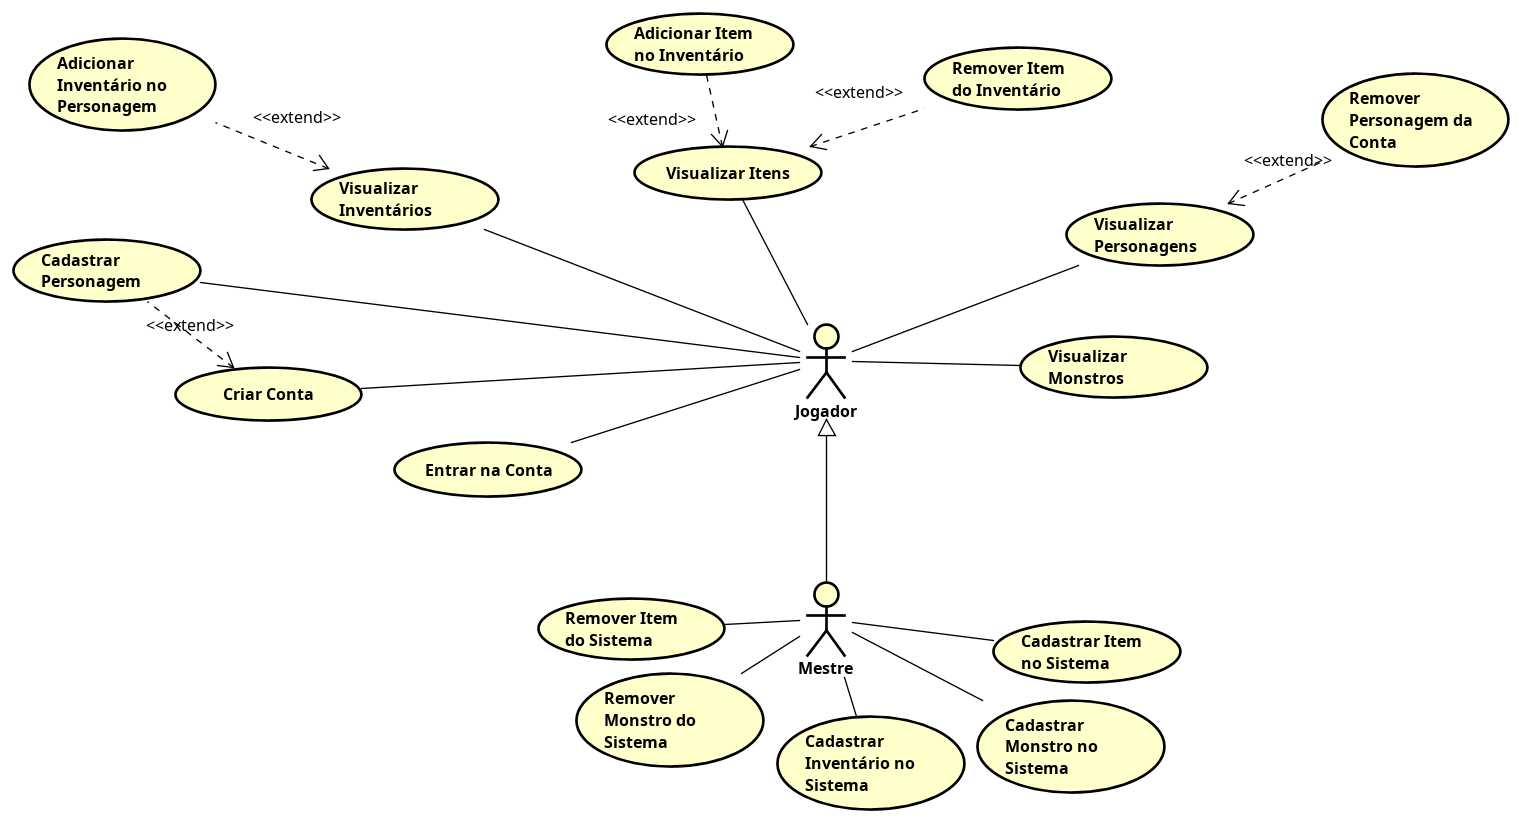 Adicionar
Inventário no
Personagem
<<extend>>
Adicionar Item
no Inventário
<<extend>>
Remover Item
do Inventário
<<extend>>
Remover
Personagem da
Conta
<<extend>>
Visualizar
Inventários
Visualizar Itens
Visualizar
Personagens
Cadastrar
Personagem
<<extend>>
Criar Conta
Visualizar
Monstros
Jogador
Entrar na Conta
Remover Item
do Sistema
Mestre
Cadastrar Item
no Sistema
Remover
Monstro do
Sistema
Cadastrar
Inventário no
Sistema
Cadastrar
Monstro no
Sistema